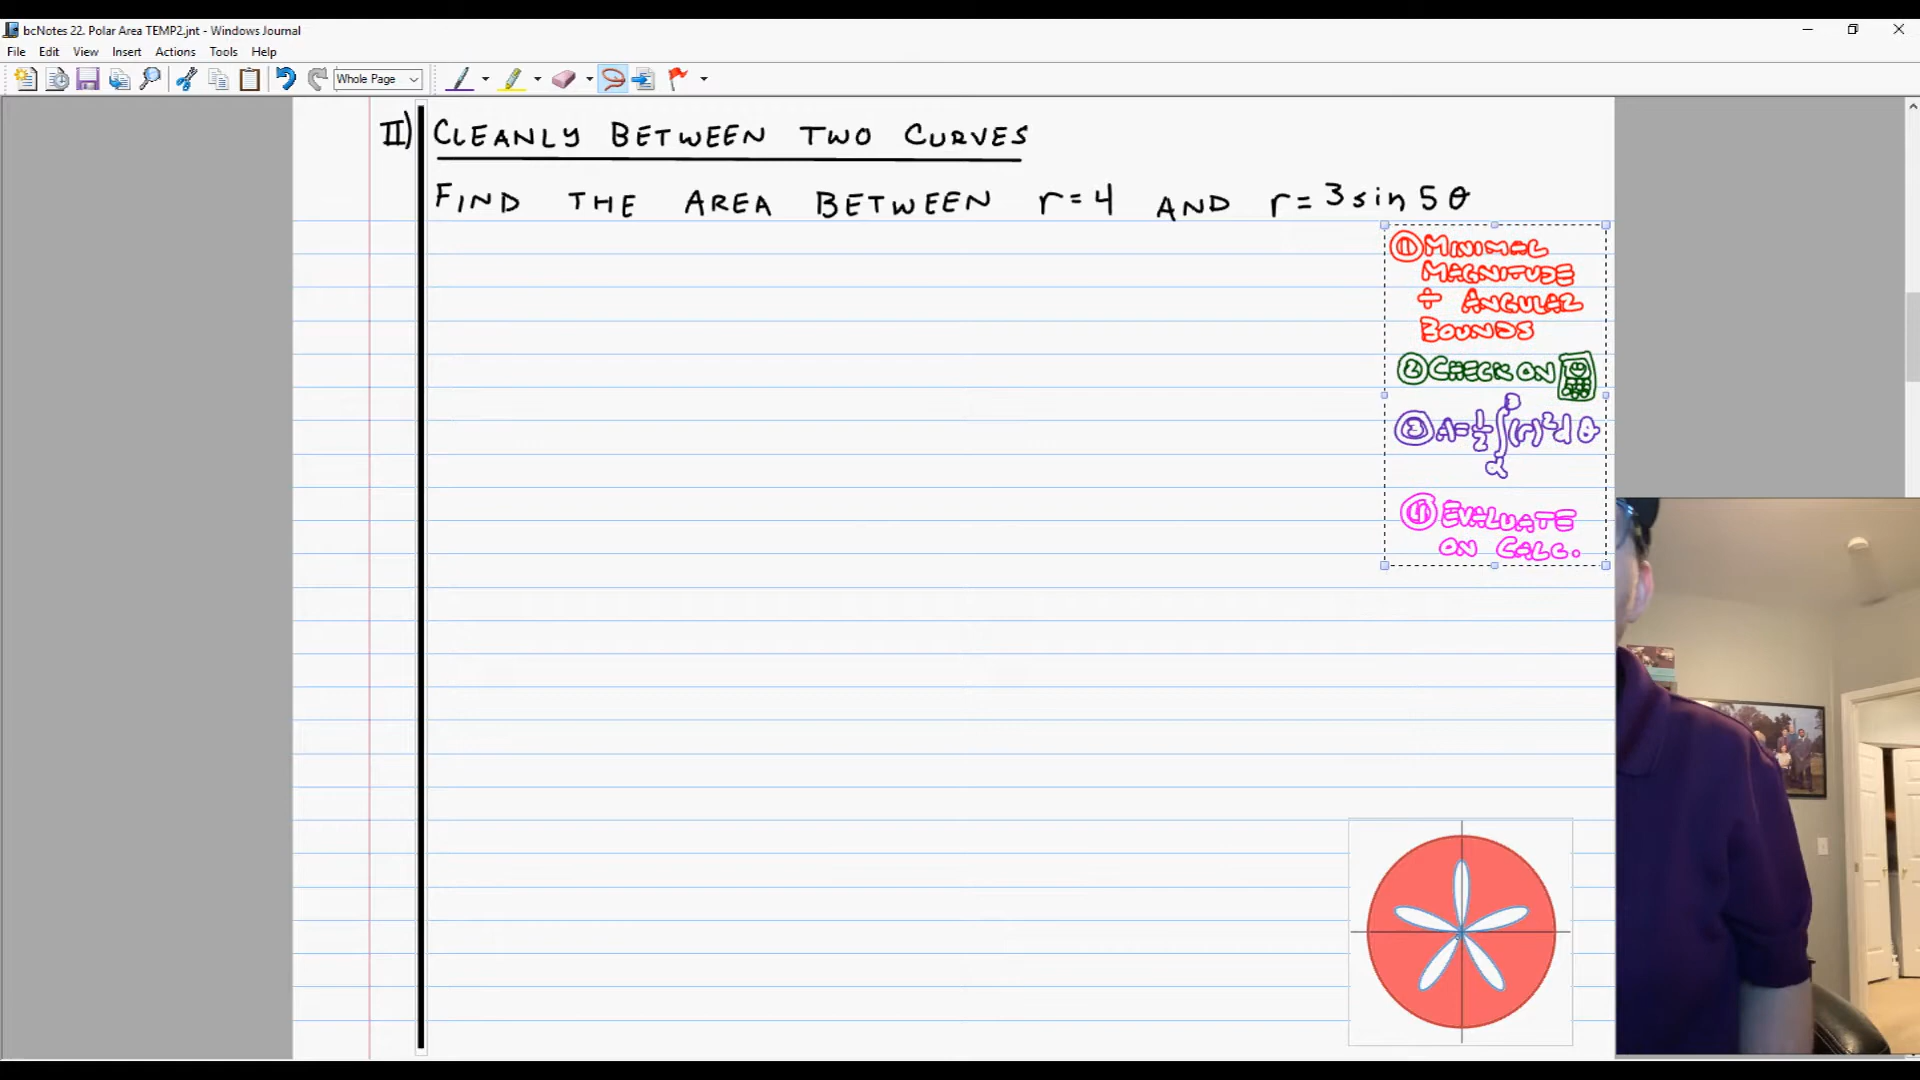 bcNotes 22. Polar Area TEMP2.jnt - Windows Journal
File Edit View Insert Actions Tools Help
Whole Page
II) CLEANLY BETWEEN TWO CURVES
FIND THE AREA BETWEEN r=4 AND r=3sin5θ
① MINIMAL
MAGNITUDE
+ ANGULAR
BOUNDS
② CHECK ON
③ A=½∫(r)²dθ
β
α
④ EVALUATE
ON CALC.